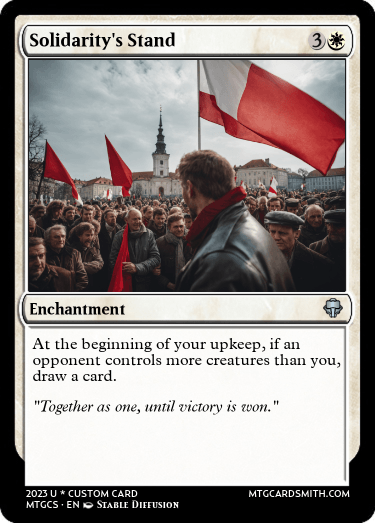 Solidarity's Stand 3
Enchantment
At the beginning of your upkeep, if an
opponent controls more creatures than you,
draw a card.
"Together as one, until victory is won."
2023 U * CUSTOM CARD
MTGCS · EN STABLE DIFFUSION
MTGCARDSMITH.COM